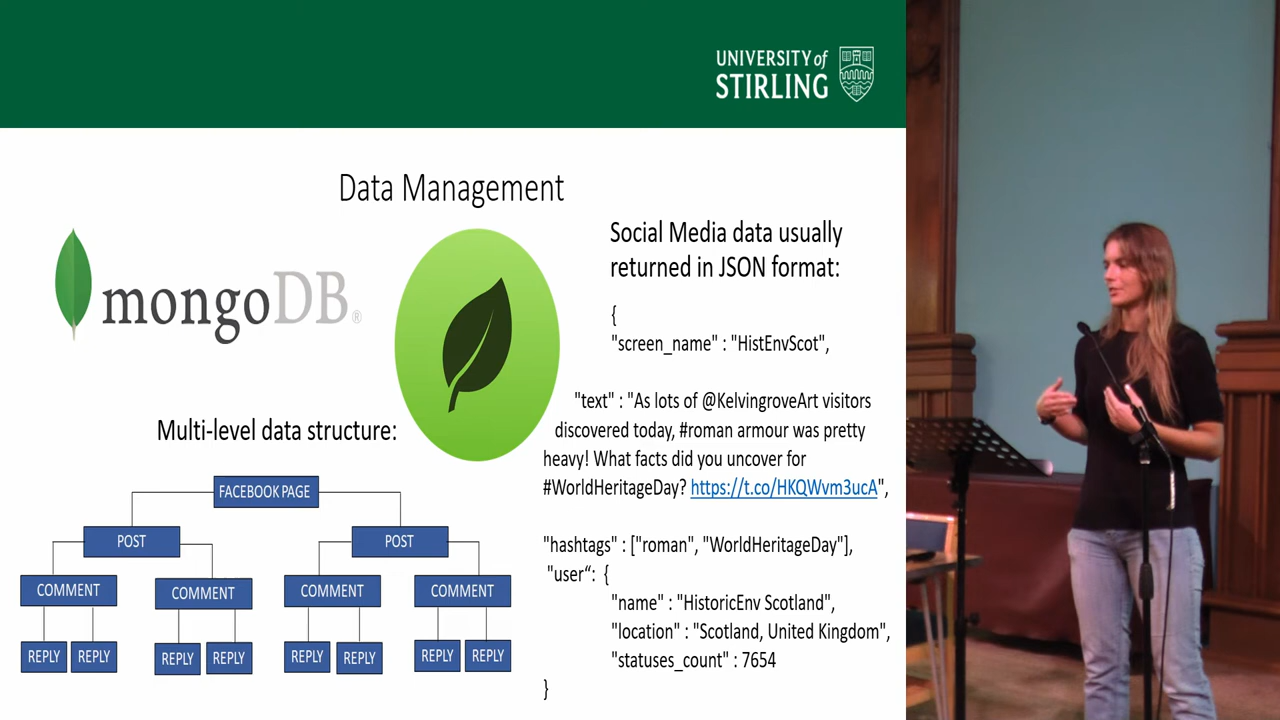 UNIVERSITY of
STIRLING
Data Management
mongoDB®
Social Media data usually
returned in JSON format:
{
"screen_name" : "HistEnvScot",
"text" : "As lots of @KelvingroveArt visitors
discovered today, #roman armour was pretty
heavy! What facts did you uncover for
#WorldHeritageDay? https://t.co/HKQWvm3ucA",
"hashtags" : ["roman", "WorldHeritageDay"],
"user“: {
"name" : "HistoricEnv Scotland",
"location" : "Scotland, United Kingdom",
"statuses_count" : 7654
}
Multi-level data structure:
FACEBOOK PAGE
POST
POST
COMMENT
COMMENT
COMMENT
COMMENT
REPLY
REPLY
REPLY
REPLY
REPLY
REPLY
REPLY
REPLY